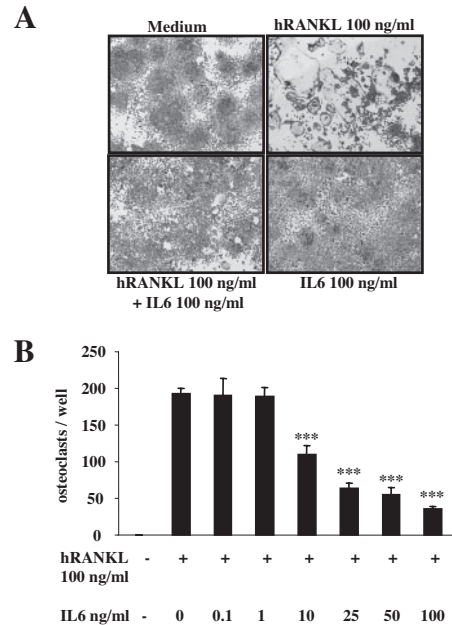 A
Medium
hRANKL 100 ng/ml
hRANKL 100 ng/ml
+ IL6 100 ng/ml
IL6 100 ng/ml
B
osteoclasts / well
250
200
150
100
50
0
***
***
***
***
hRANKL - + + + + + + +
100 ng/ml
IL6 ng/ml - 0 0.1 1 10 25 50 100